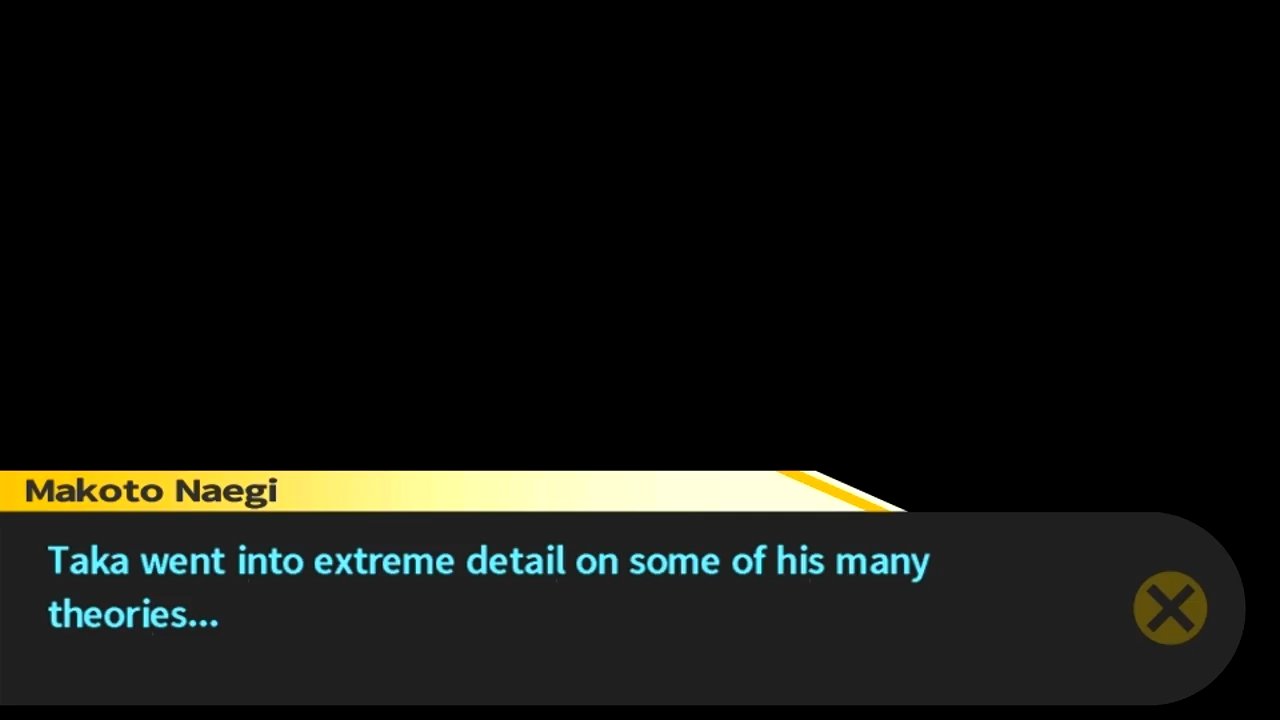 Makoto Naegi
Taka went into extreme detail on some of his many
theories...